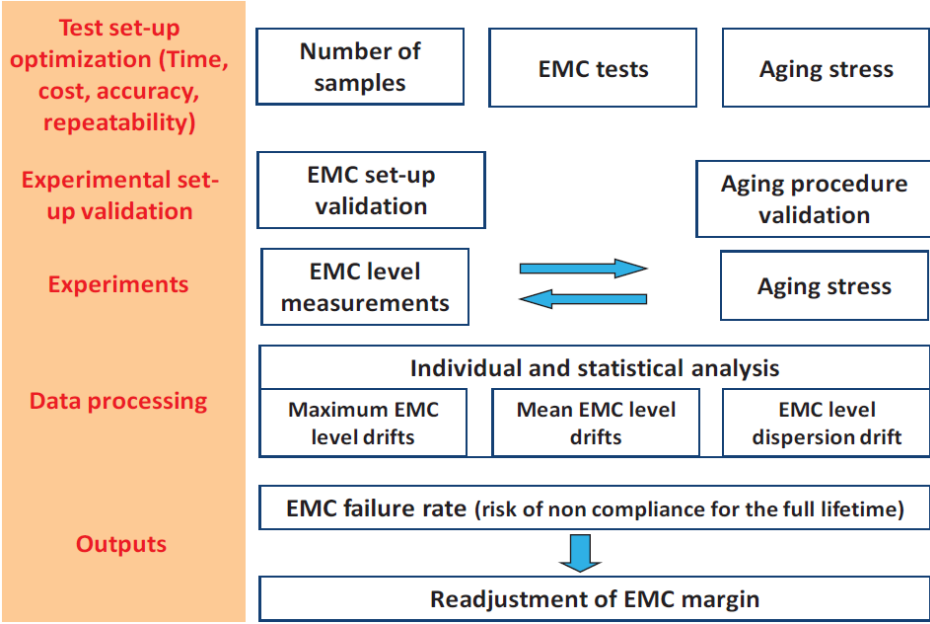 Test set-up
optimization (Time,
cost, accuracy,
repeatability)
Number of
samples
EMC tests
Aging stress
Experimental set-
up validation
EMC set-up
validation
Aging procedure
validation
Experiments
EMC level
measurements
Aging stress
Data processing
Individual and statistical analysis
Maximum EMC
level drifts
Mean EMC level
drifts
EMC level
dispersion drift
Outputs
EMC failure rate (risk of non compliance for the full lifetime)
Readjustment of EMC margin